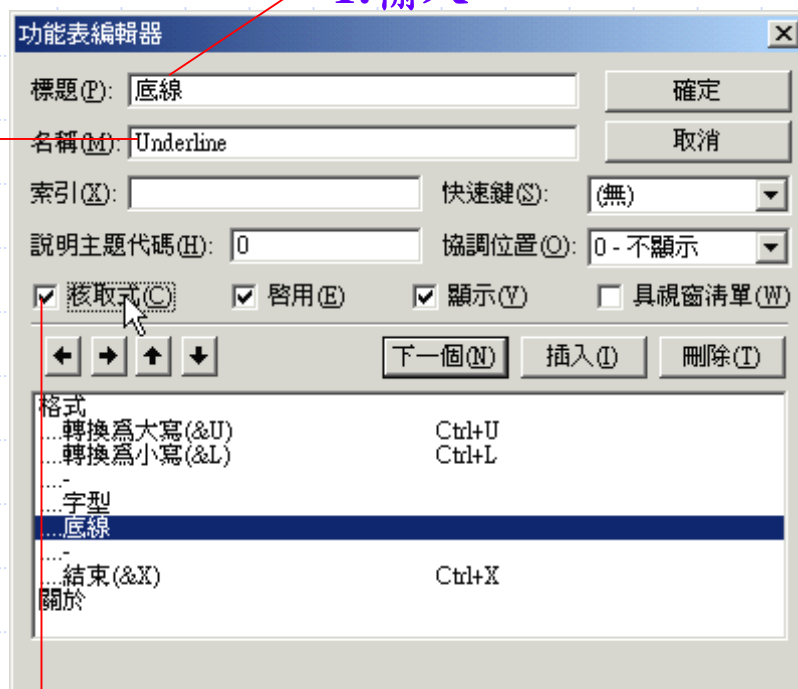 1.輸入
功能表編輯器
標題(P): 底線 確定
名稱(M): Underline 取消
索引(X): 快速鍵(S): (無)
說明主題代碼(H): 0 協調位置(O): 0 - 不顯示
核取式(C) 啓用(E) 顯示(V) 具視窗清單(W)
下一個(N) 插入(I) 刪除(T)
格式
....轉換爲大寫(&U) Ctrl+U
....轉換爲小寫(&L) Ctrl+L
....-
....字型
....底線
....-
....結束(&X) Ctrl+X
關於